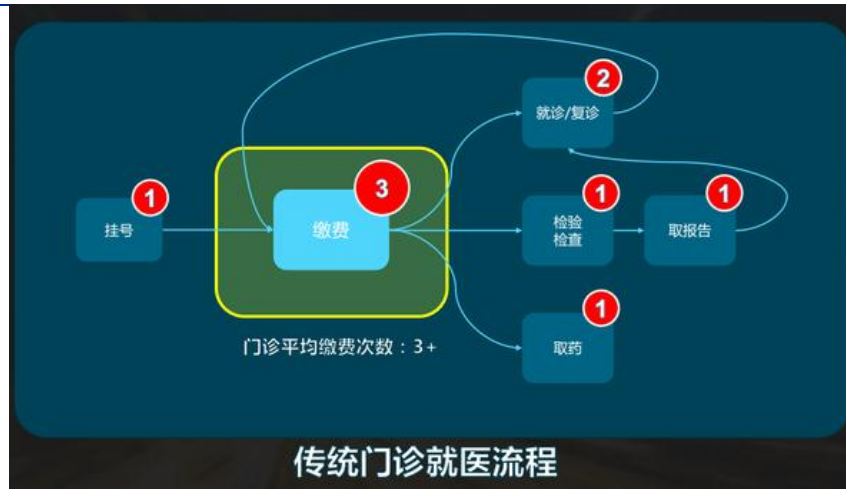 2
就诊/复诊
1
挂号
3
缴费
1
检验
检查
1
取报告
1
取药
门诊平均缴费次数：3+
传统门诊就医流程